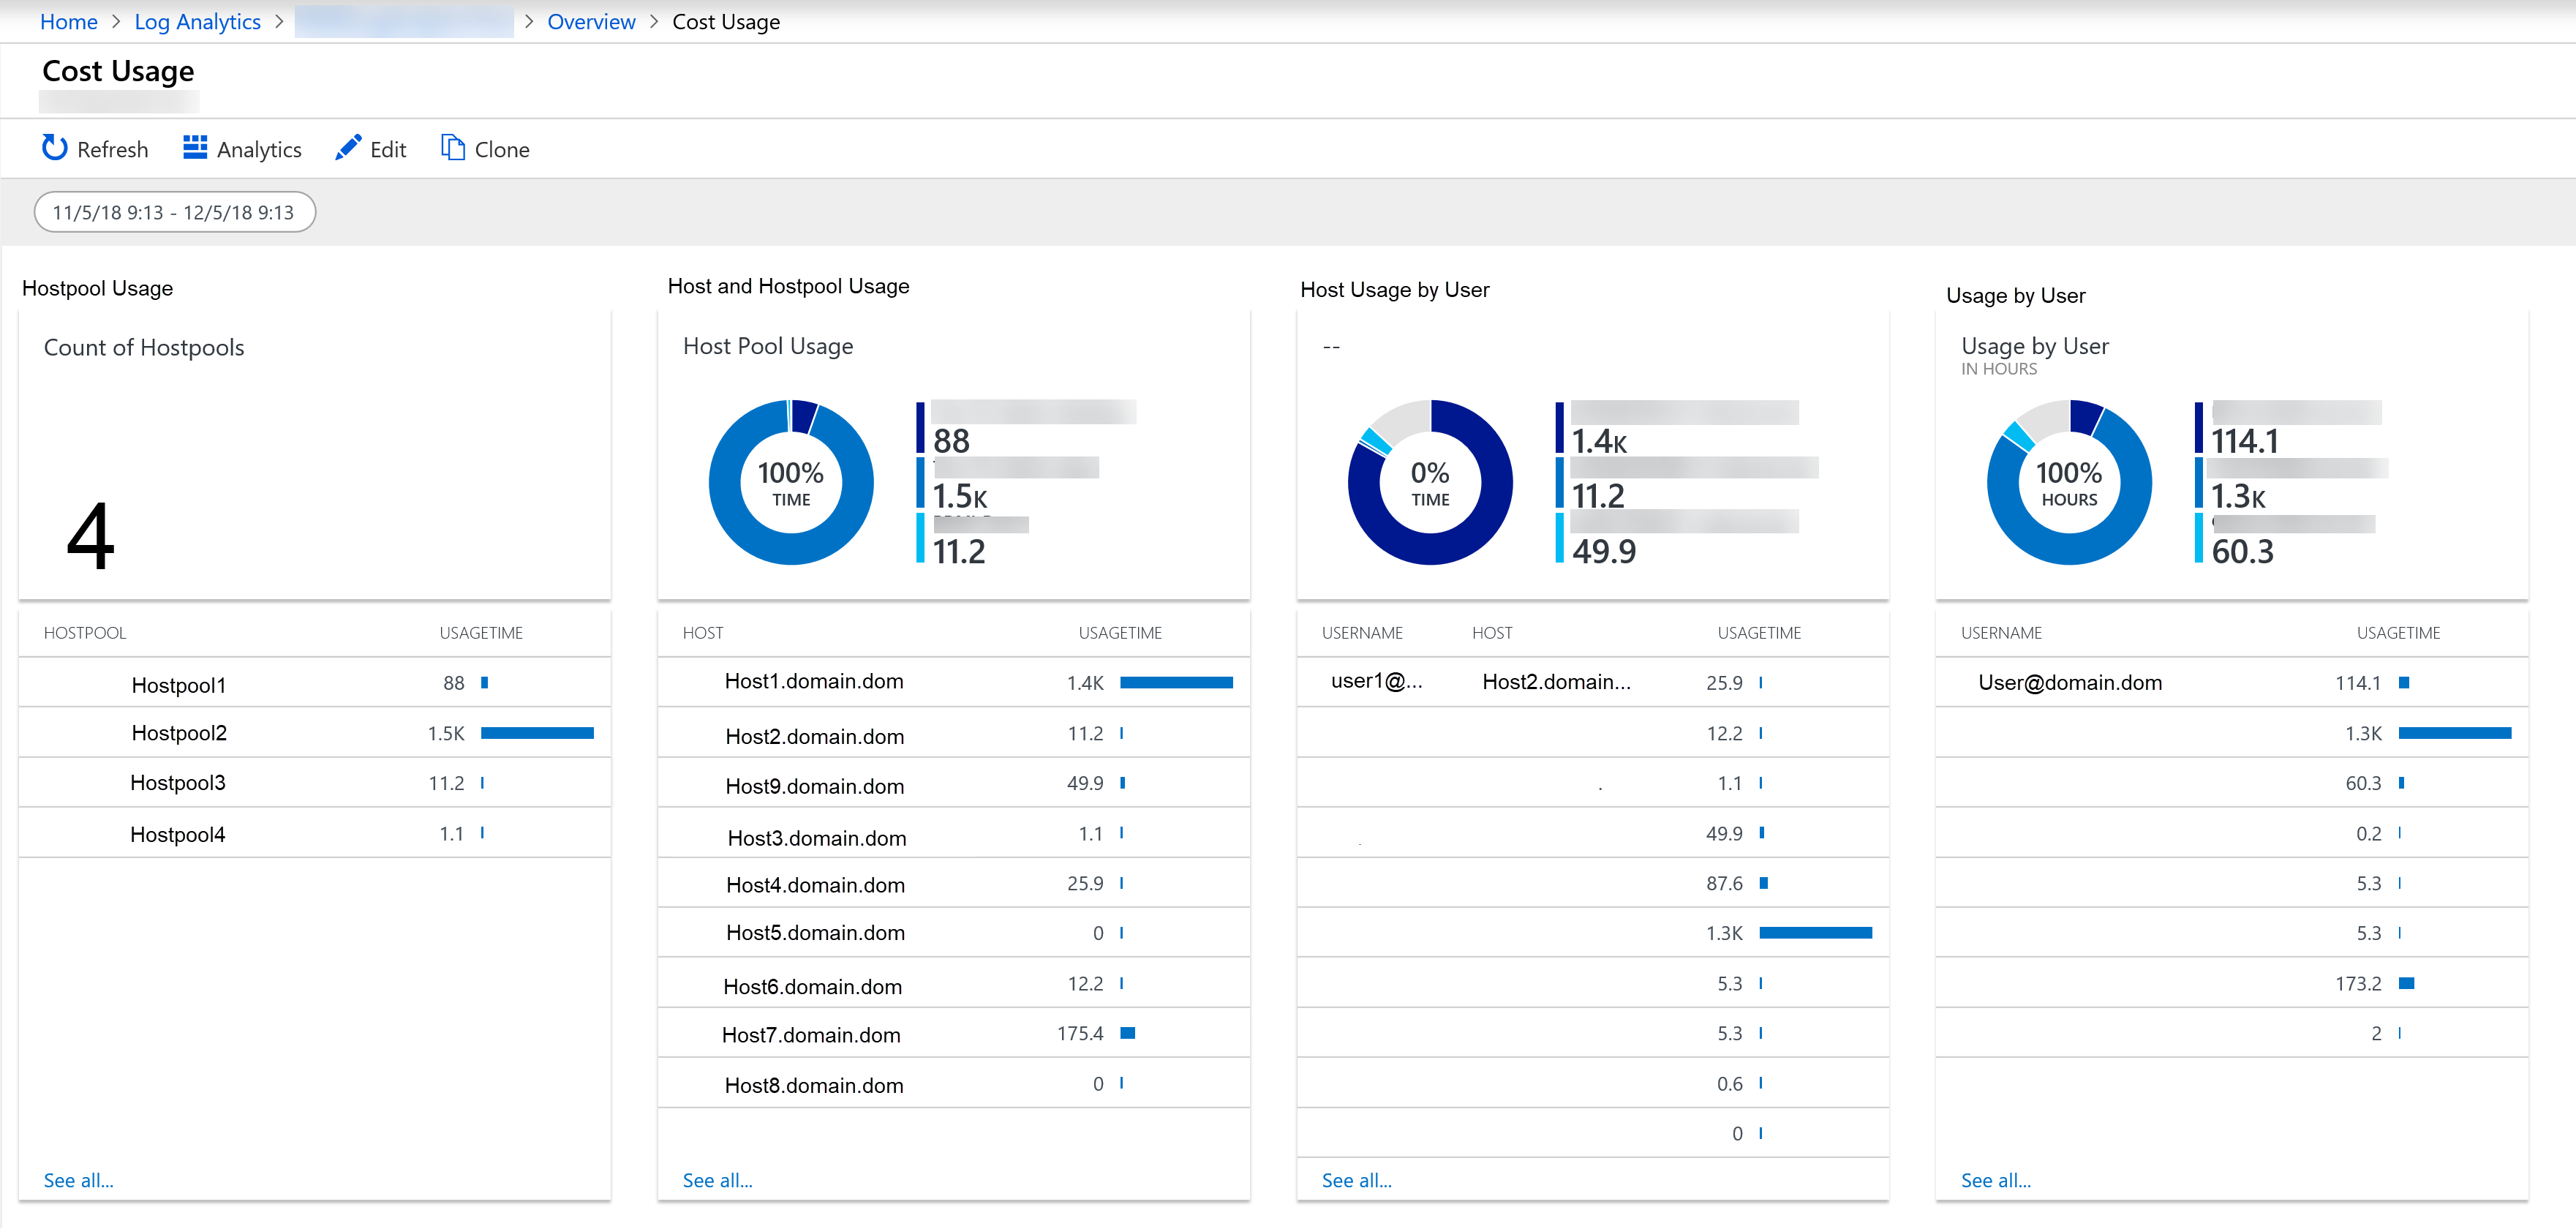 Home > Log Analytics > > Overview > Cost Usage
Cost Usage
Refresh Analytics Edit Clone
11/5/18 9:13 - 12/5/18 9:13
Hostpool Usage
Count of Hostpools
4
HOSTPOOL USAGETIME
Hostpool1 88
Hostpool2 1.5K
Hostpool3 11.2
Hostpool4 1.1
See all...
Host and Hostpool Usage
Host Pool Usage
100%
TIME
88
1.5K
11.2
HOST USAGETIME
Host1.domain.dom 1.4K
Host2.domain.dom 11.2
Host9.domain.dom 49.9
Host3.domain.dom 1.1
Host4.domain.dom 25.9
Host5.domain.dom 0
Host6.domain.dom 12.2
Host7.domain.dom 175.4
Host8.domain.dom 0
See all...
Host Usage by User
--
0%
TIME
1.4K
11.2
49.9
USERNAME HOST USAGETIME
user1@... Host2.domain... 25.9
12.2
1.1
49.9
87.6
1.3K
5.3
5.3
0.6
0
See all...
Usage by User
Usage by User
IN HOURS
100%
HOURS
114.1
1.3K
60.3
USERNAME USAGETIME
User@domain.dom 114.1
1.3K
60.3
0.2
5.3
5.3
173.2
2
See all...